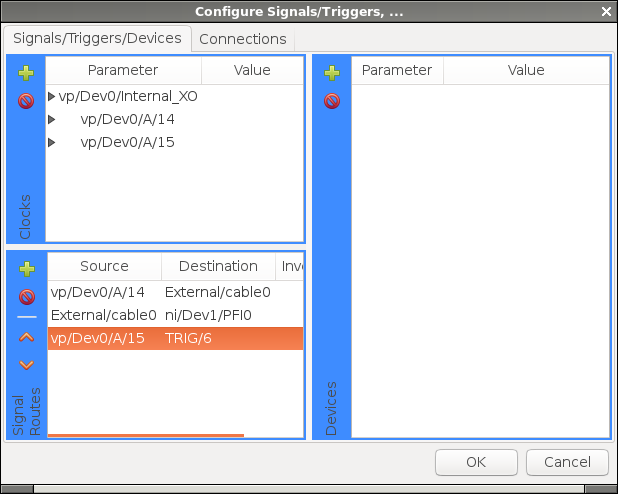 Configure Signals/Triggers, ...
Signals/Triggers/Devices Connections
Parameter Value
vp/Dev0/Internal_XO
vp/Dev0/A/14
vp/Dev0/A/15
Clocks
Source Destination Inve
vp/Dev0/A/14 External/cable0
External/cable0 ni/Dev1/PFI0
vp/Dev0/A/15 TRIG/6
Signal
Routes
Parameter Value
Devices
OK Cancel